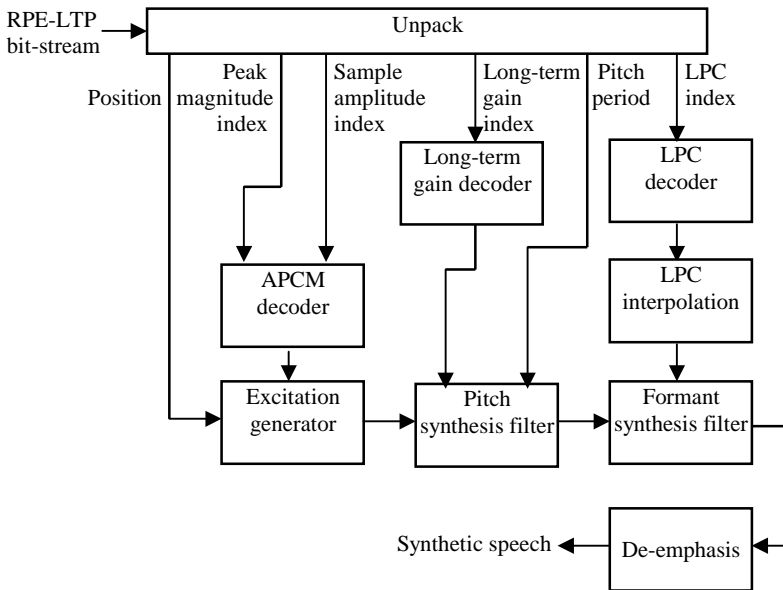 RPE-LTP
bit-stream
Unpack
Position
Peak
magnitude
index
Sample
amplitude
index
Long-term
gain
index
Pitch
period
LPC
index
Long-term
gain decoder
LPC
decoder
APCM
decoder
LPC
interpolation
Excitation
generator
Pitch
synthesis filter
Formant
synthesis filter
Synthetic speech
De-emphasis